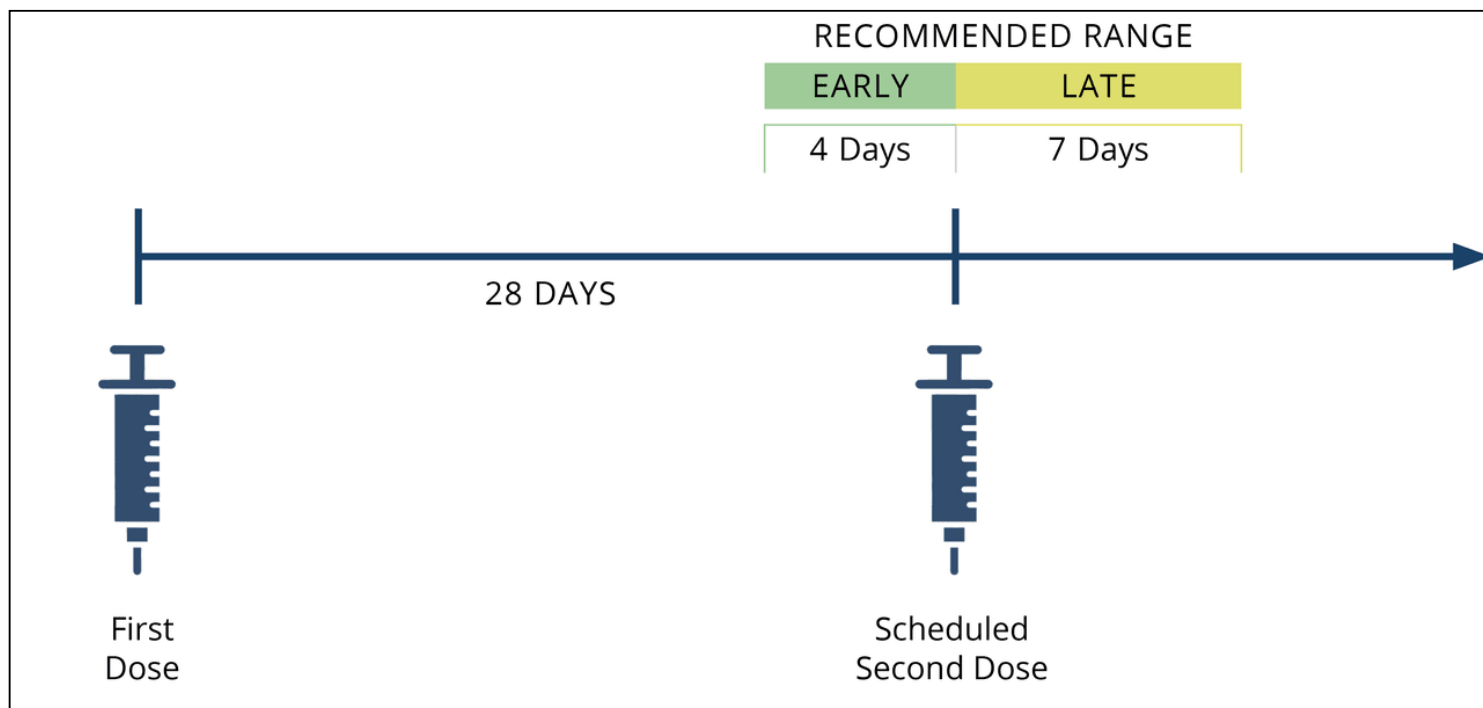 RECOMMENDED RANGE
EARLY LATE
4 Days 7 Days
28 DAYS
First
Dose
Scheduled
Second Dose